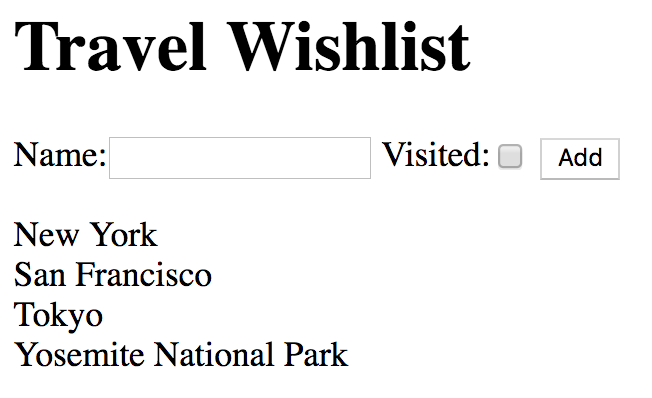 Travel Wishlist
Name: Visited: Add
New York
San Francisco
Tokyo
Yosemite National Park